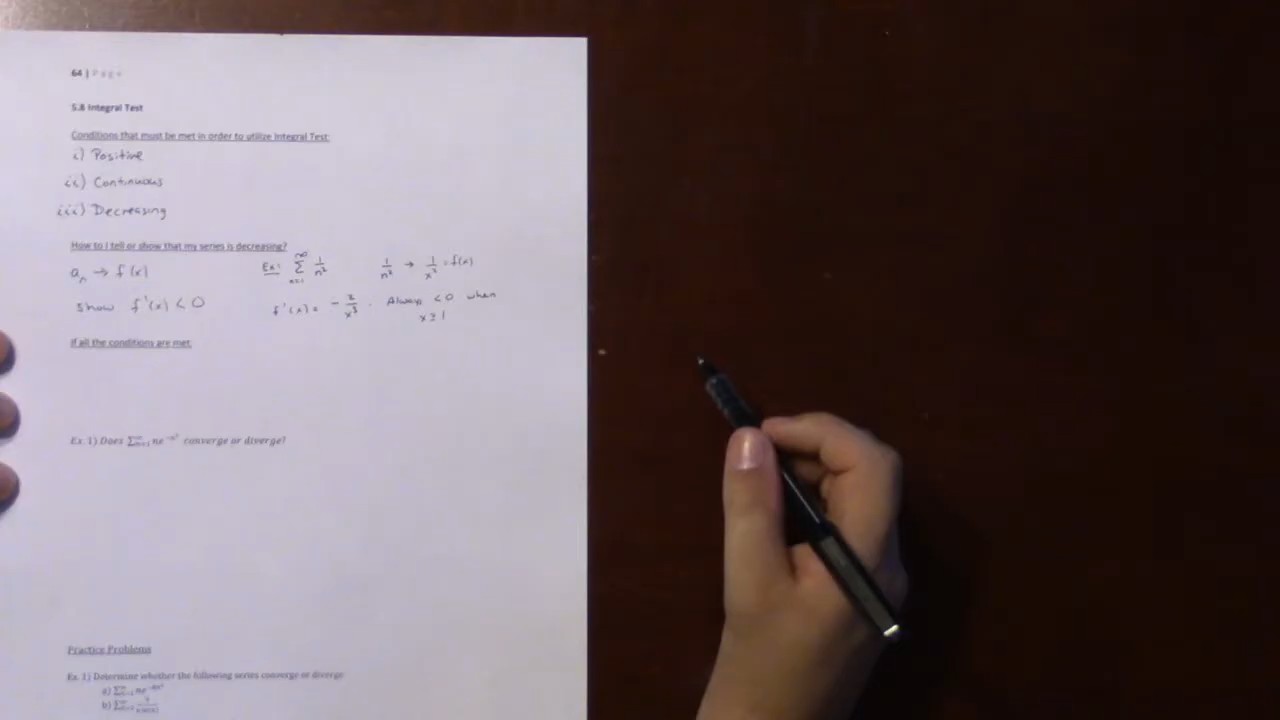 64 | Page
5.8 Integral Test
Conditions that must be met in order to utilize Integral Test:
i) Positive
ii) Continuous
iii) Decreasing
How to I tell or show that my series is decreasing?
aₙ → f(x) Ex: ∑ₙ₌₁^∞ 1/n² 1/n² → 1/x² = f(x)
Show f'(x) < 0 f'(x) = - 2/x³ . Always < 0 when
x ≥ 1
If all the conditions are met:
Ex. 1) Does ∑ₙ₌₁^∞ ne^(-n²) converge or diverge?
Practice Problems
Ex. 1) Determine whether the following series converge or diverge
a) ∑
b) ∑